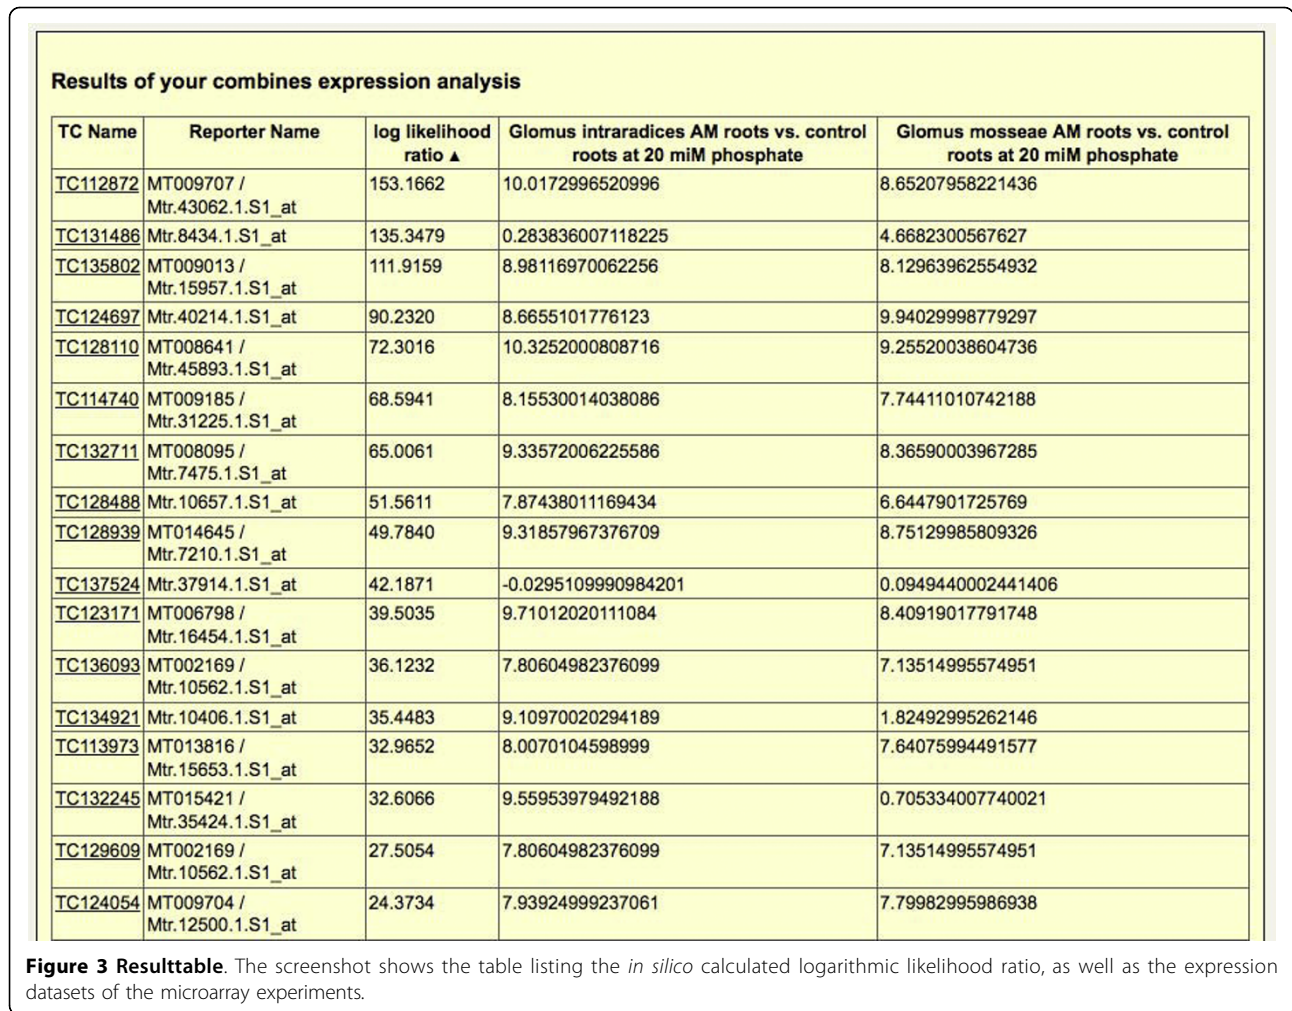 Results of your combines expression analysis
TC Name Reporter Name log likelihood ratio ▲ Glomus intraradices AM roots vs. control roots at 20 miM phosphate Glomus mosseae AM roots vs. control roots at 20 miM phosphate
TC112872 MT009707 / Mtr.43062.1.S1_at 153.1662 10.0172996520996 8.65207958221436
TC131486 Mtr.8434.1.S1_at 135.3479 0.283836007118225 4.6682300567627
TC135802 MT009013 / Mtr.15957.1.S1_at 111.9159 8.98116970062256 8.12963962554932
TC124697 Mtr.40214.1.S1_at 90.2320 8.6655101776123 9.94029998779297
TC128110 MT008641 / Mtr.45893.1.S1_at 72.3016 10.3252000808716 9.25520038604736
TC114740 MT009185 / Mtr.31225.1.S1_at 68.5941 8.15530014038086 7.74411010742188
TC132711 MT008095 / Mtr.7475.1.S1_at 65.0061 9.33572006225586 8.36590003967285
TC128488 Mtr.10657.1.S1_at 51.5611 7.87438011169434 6.6447901725769
TC128939 MT014645 / Mtr.7210.1.S1_at 49.7840 9.31857967376709 8.75129985809326
TC137524 Mtr.37914.1.S1_at 42.1871 -0.0295109990984201 0.0949440002441406
TC123171 MT006798 / Mtr.16454.1.S1_at 39.5035 9.71012020111084 8.40919017791748
TC136093 MT002169 / Mtr.10562.1.S1_at 36.1232 7.80604982376099 7.13514995574951
TC134921 Mtr.10406.1.S1_at 35.4483 9.10970020294189 1.82492995262146
TC113973 MT013816 / Mtr.15653.1.S1_at 32.9652 8.0070104598999 7.64075994491577
TC132245 MT015421 / Mtr.35424.1.S1_at 32.6066 9.55953979492188 0.705334007740021
TC129609 MT002169 / Mtr.10562.1.S1_at 27.5054 7.80604982376099 7.13514995574951
TC124054 MT009704 / Mtr.12500.1.S1_at 24.3734 7.93924999237061 7.79982995986938
Figure 3 Resulttable. The screenshot shows the table listing the in silico calculated logarithmic likelihood ratio, as well as the expression
datasets of the microarray experiments.